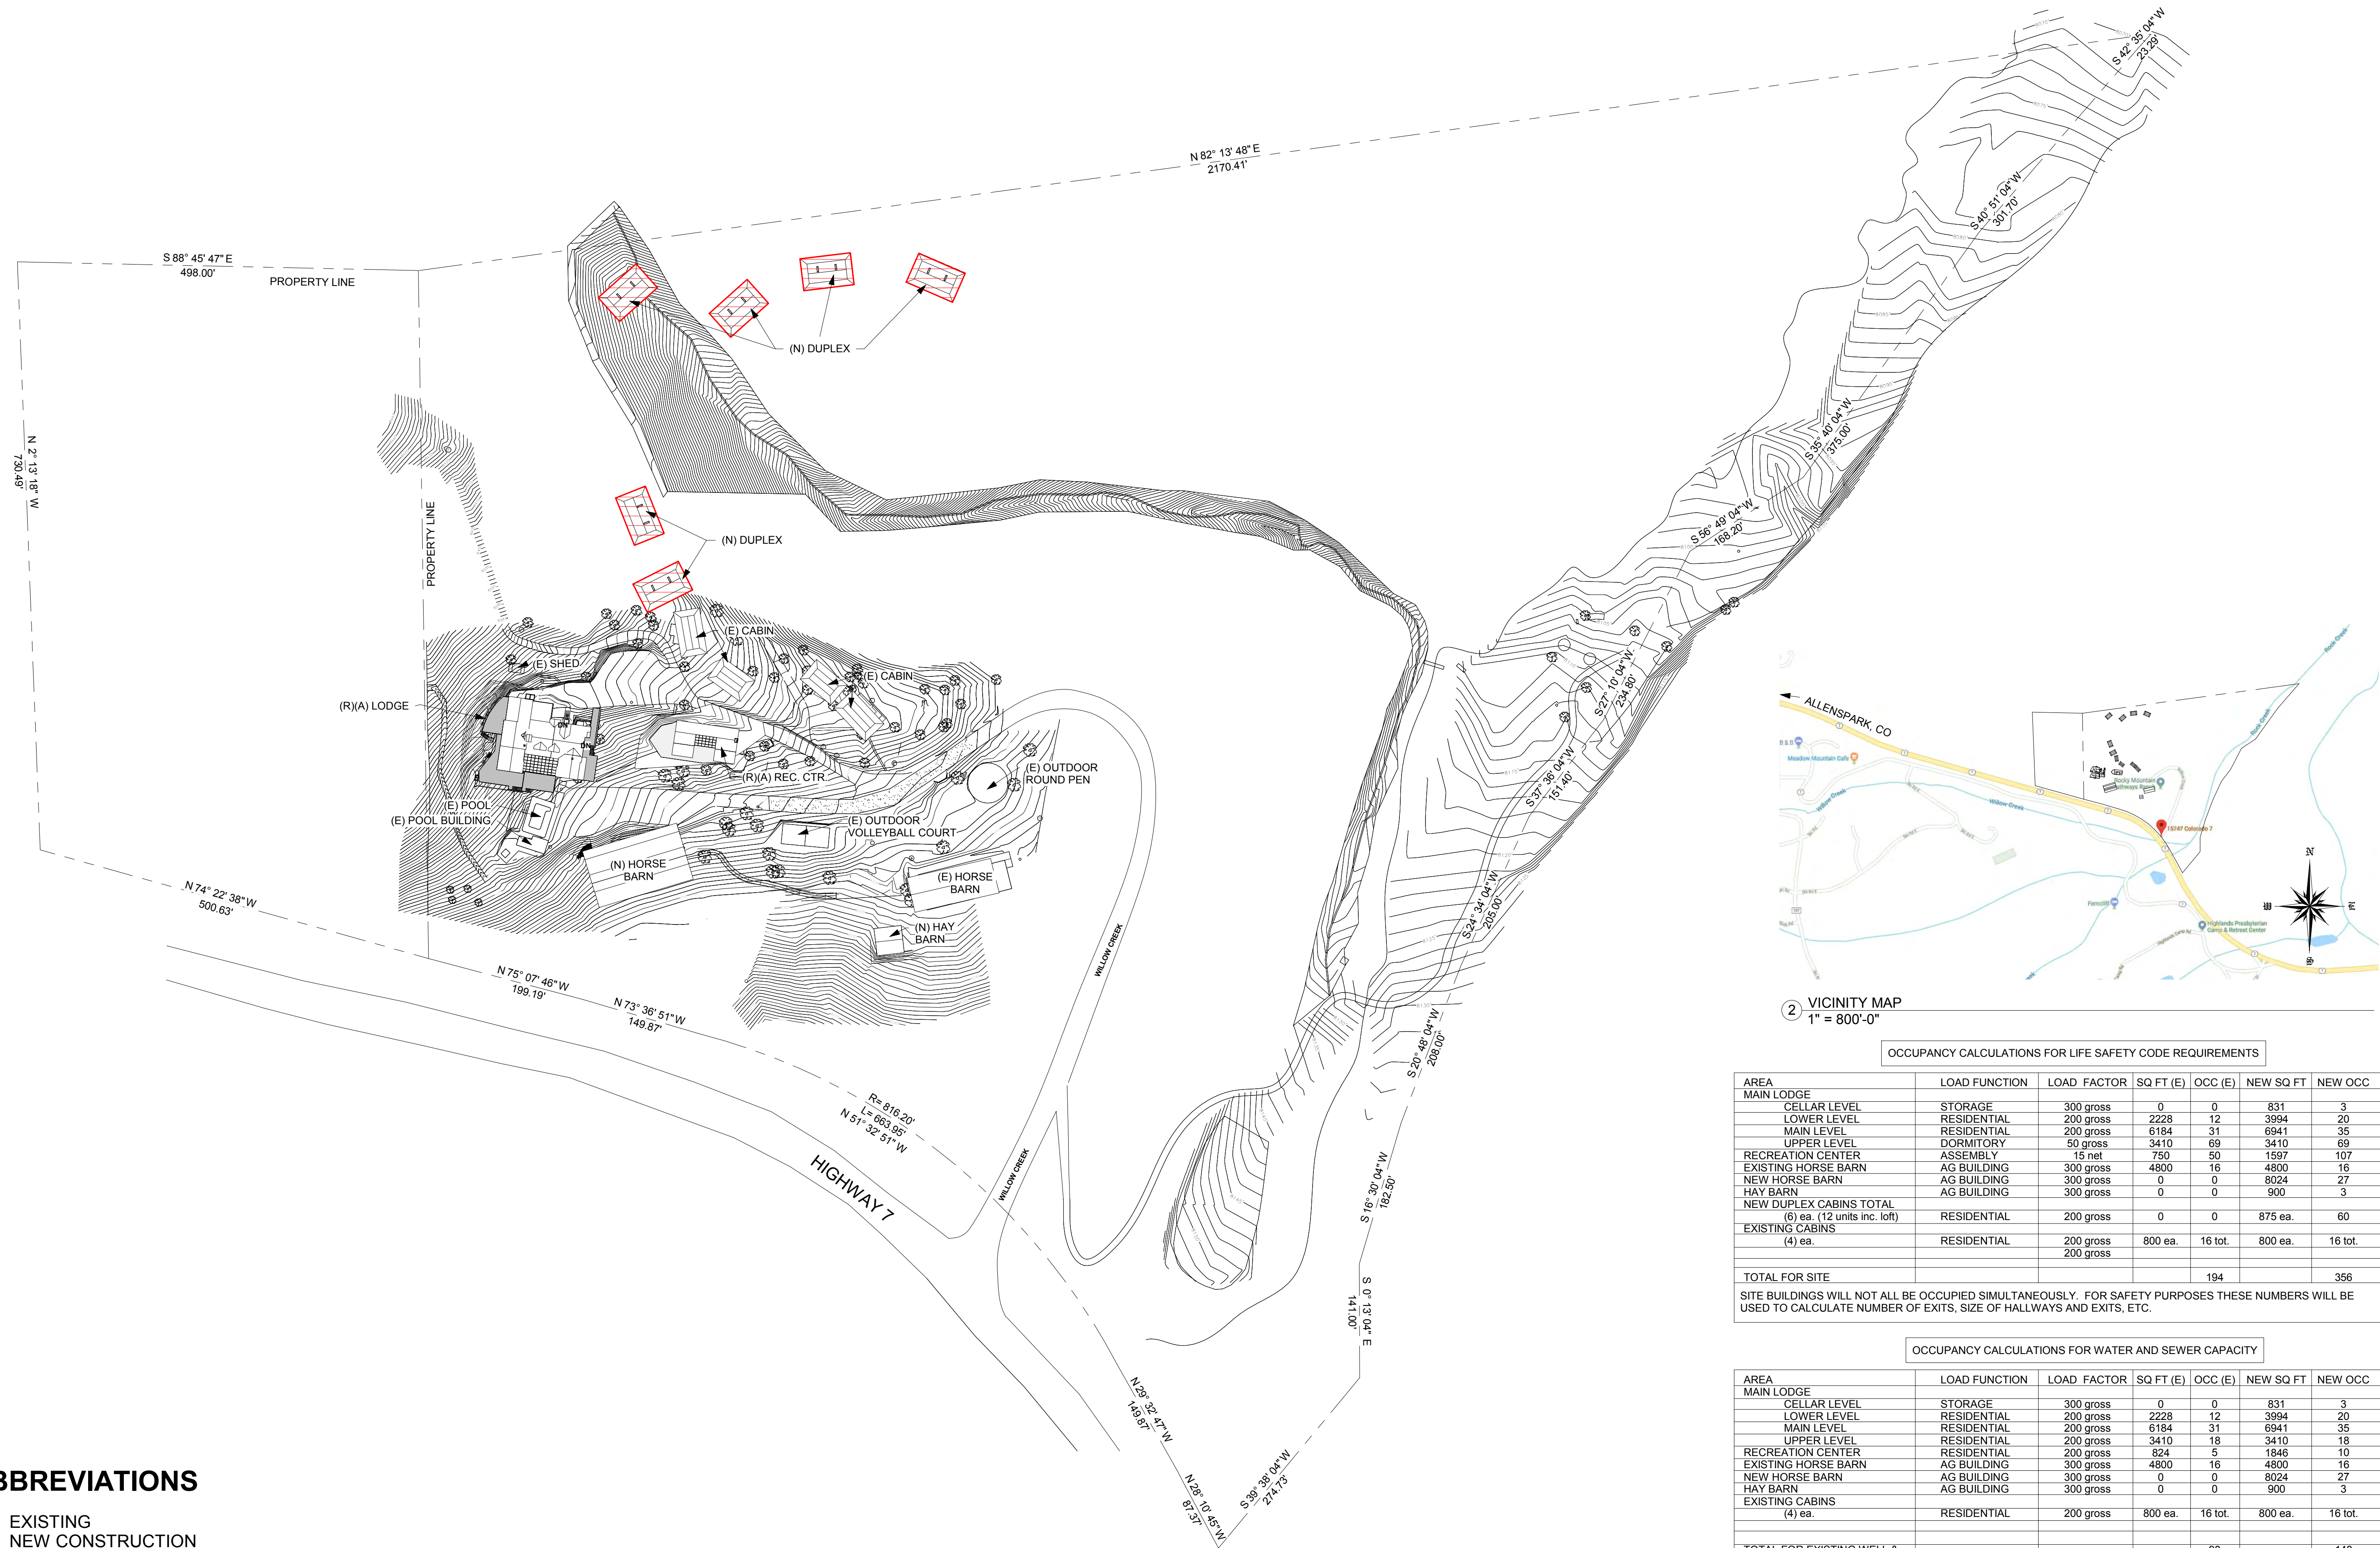 S 42° 35' 04" W
23.29'
N 82° 13' 48" E
2170.41'
S 40° 51' 04" W
301.70'
S 88° 45' 47" E
498.00'
PROPERTY LINE
(N) DUPLEX
N 2° 13' 18" W
730.49'
S 35° 40' 04" W
375.00'
PROPERTY LINE
S 56° 49' 04" W
168.20'
(N) DUPLEX
(E) CABIN
(E) SHED
(E) CABIN
(R)(A) LODGE
DN
DN
S 27° 10' 04" W
234.80'
(R)(A) REC. CTR.
(E) OUTDOOR
ROUND PEN
S 37° 36' 04" W
151.40'
(E) POOL
(E) POOL BUILDING
(E) OUTDOOR
VOLLEYBALL COURT
(N) HORSE
BARN
(E) HORSE
BARN
N 74° 22' 38" W
500.63'
S 24° 34' 04" W
205.00'
(N) HAY
BARN
WILLOW CREEK
N 75° 07' 46" W
199.19'
N 73° 36' 51" W
149.87'
S 20° 48' 04" W
208.00'
R= 816.20'
L= 663.95'
N 51° 32' 51" W
HIGHWAY 7
WILLOW CREEK
S 16° 30' 04" W
182.50'
S 0° 13' 04" E
141.00'
N 29° 32' 47" W
149.87'
S 39° 38' 04" W
274.73'
N 28° 10' 45" W
87.37'
BBREVIATIONS
EXISTING
NEW CONSTRUCTION
Rock Creek
ALLENSPARK, CO
B & B
Meadow Mountain Cafe
Rock Creek
Rocky Mountain
Pathways Ranch
Willow Creek
Willow Creek
15747 Colorado 7
Ferncliff
Highlands Presbyterian
Camp & Retreat Center
Highlands Camp Rd
N
W
E
S
2 VICINITY MAP
1" = 800'-0"
OCCUPANCY CALCULATIONS FOR LIFE SAFETY CODE REQUIREMENTS
AREA LOAD FUNCTION LOAD FACTOR SQ FT (E) OCC (E) NEW SQ FT NEW OCC
MAIN LODGE
CELLAR LEVEL STORAGE 300 gross 0 0 831 3
LOWER LEVEL RESIDENTIAL 200 gross 2228 12 3994 20
MAIN LEVEL RESIDENTIAL 200 gross 6184 31 6941 35
UPPER LEVEL DORMITORY 50 gross 3410 69 3410 69
RECREATION CENTER ASSEMBLY 15 net 750 50 1597 107
EXISTING HORSE BARN AG BUILDING 300 gross 4800 16 4800 16
NEW HORSE BARN AG BUILDING 300 gross 0 0 8024 27
HAY BARN AG BUILDING 300 gross 0 0 900 3
NEW DUPLEX CABINS TOTAL
(6) ea. (12 units inc. loft) RESIDENTIAL 200 gross 0 0 875 ea. 60
EXISTING CABINS
(4) ea. RESIDENTIAL 200 gross 800 ea. 16 tot. 800 ea. 16 tot.
200 gross
TOTAL FOR SITE 194 356
SITE BUILDINGS WILL NOT ALL BE OCCUPIED SIMULTANEOUSLY. FOR SAFETY PURPOSES THESE NUMBERS WILL BE
USED TO CALCULATE NUMBER OF EXITS, SIZE OF HALLWAYS AND EXITS, ETC.
OCCUPANCY CALCULATIONS FOR WATER AND SEWER CAPACITY
AREA LOAD FUNCTION LOAD FACTOR SQ FT (E) OCC (E) NEW SQ FT NEW OCC
MAIN LODGE
CELLAR LEVEL STORAGE 300 gross 0 0 831 3
LOWER LEVEL RESIDENTIAL 200 gross 2228 12 3994 20
MAIN LEVEL RESIDENTIAL 200 gross 6184 31 6941 35
UPPER LEVEL RESIDENTIAL 200 gross 3410 18 3410 18
RECREATION CENTER RESIDENTIAL 200 gross 824 5 1846 10
EXISTING HORSE BARN AG BUILDING 300 gross 4800 16 4800 16
NEW HORSE BARN AG BUILDING 300 gross 0 0 8024 27
HAY BARN AG BUILDING 300 gross 0 0 900 3
EXISTING CABINS
(4) ea. RESIDENTIAL 200 gross 800 ea. 16 tot. 800 ea. 16 tot.
TOTAL FOR EXISTING WELL &